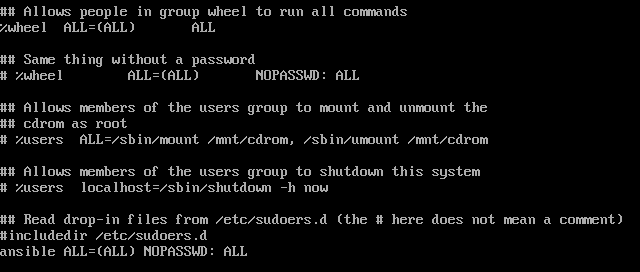 ## Allows people in group wheel to run all commands
%wheel  ALL=(ALL)       ALL
## Same thing without a password
# %wheel        ALL=(ALL)       NOPASSWD: ALL
## Allows members of the users group to mount and unmount the
## cdrom as root
# %users  ALL=/sbin/mount /mnt/cdrom, /sbin/umount /mnt/cdrom
## Allows members of the users group to shutdown this system
# %users  localhost=/sbin/shutdown -h now
## Read drop-in files from /etc/sudoers.d (the # here does not mean a comment)
#includedir /etc/sudoers.d
ansible ALL=(ALL) NOPASSWD: ALL